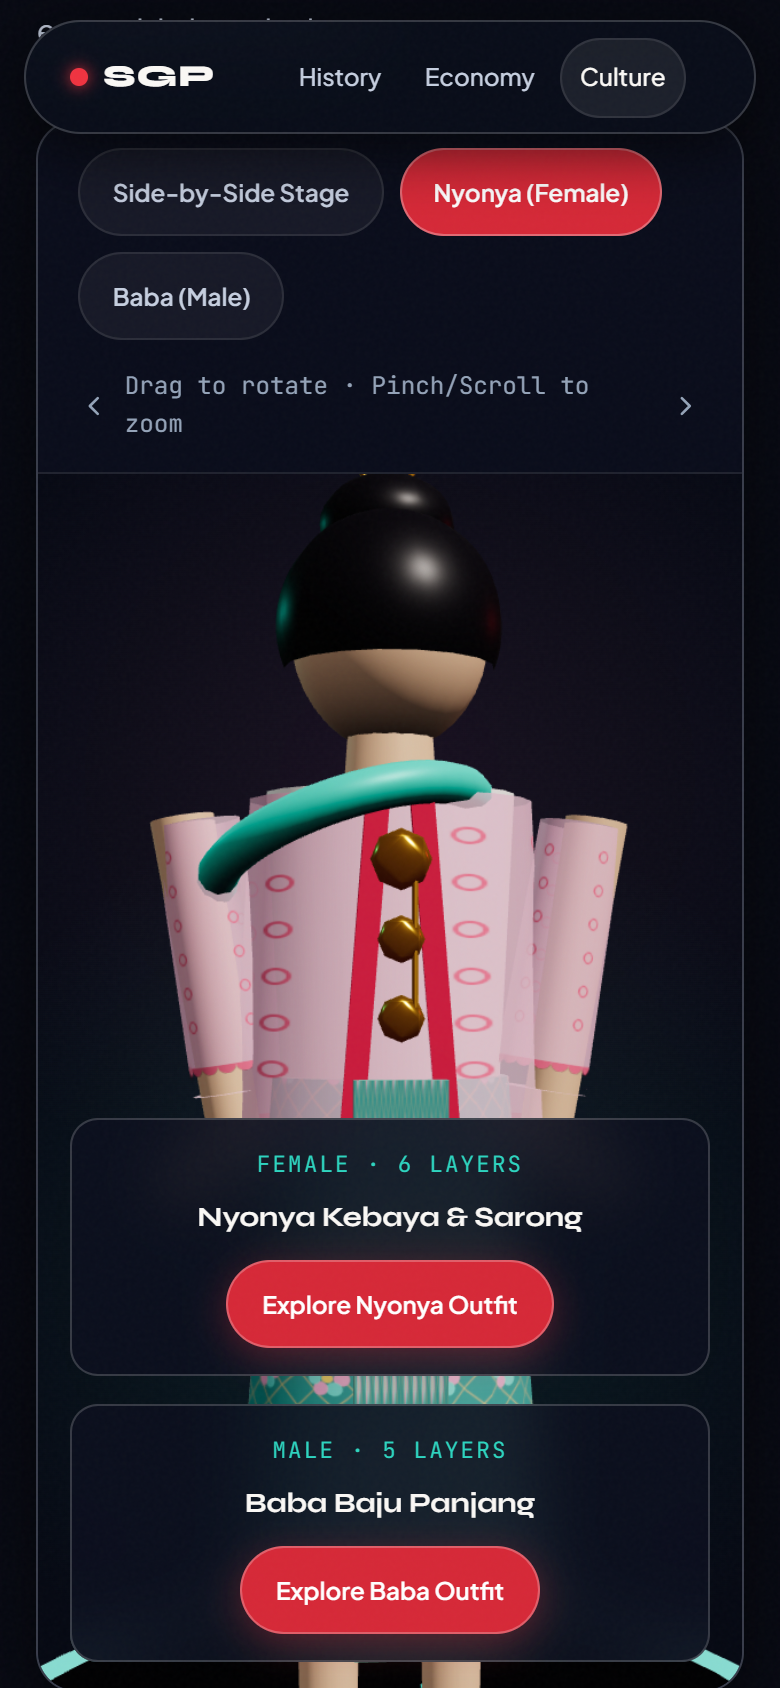 SGP
History
Economy
Culture
Side-by-Side Stage
Nyonya (Female)
Baba (Male)
Drag to rotate · Pinch/Scroll to
zoom
FEMALE · 6 LAYERS
Nyonya Kebaya & Sarong
Explore Nyonya Outfit
MALE · 5 LAYERS
Baba Baju Panjang
Explore Baba Outfit